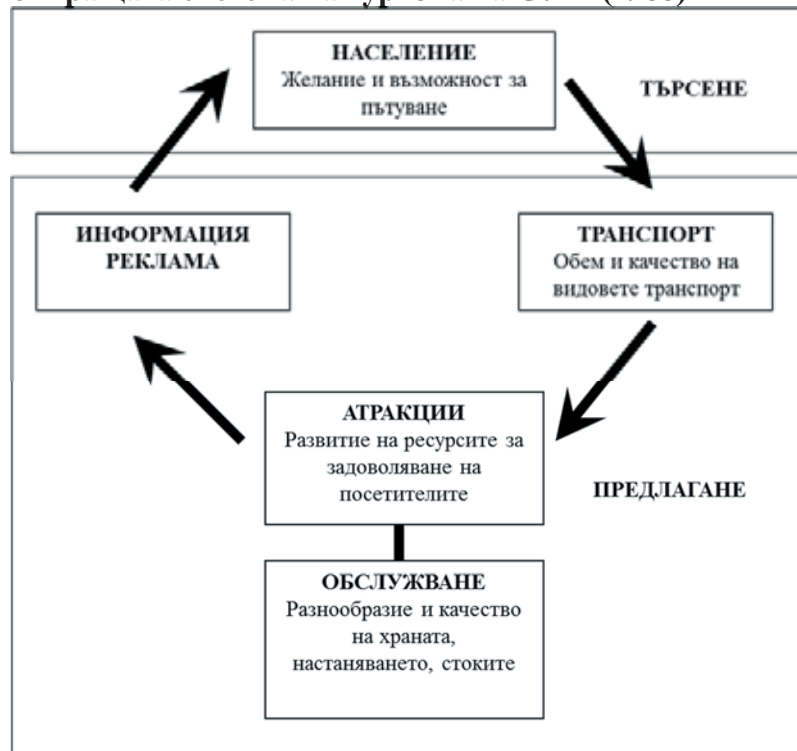 НАСЕЛЕНИЕ
Желание и възможност за
пътуване
ТЪРСЕНЕ
ИНФОРМАЦИЯ
РЕКЛАМА
ТРАНСПОРТ
Обем и качество на
видовете транспорт
АТРАКЦИИ
Развитие на ресурсите за
задоволяване на
посетителите
ПРЕДЛАГАНЕ
ОБСЛУЖВАНЕ
Разнообразие и качество
на храната,
настаняването, стоките